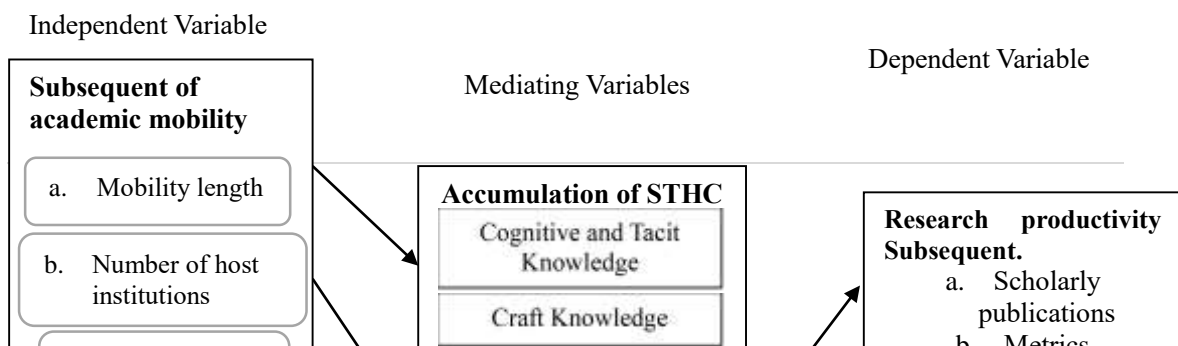 Independent Variable
Dependent Variable
Mediating Variables
Subsequent of
academic mobility
a. Mobility length
b. Number of host
institutions
Accumulation of STHC
Cognitive and Tacit
Knowledge
Craft Knowledge
Research productivity
Subsequent.
a. Scholarly
publications
b. Metrics